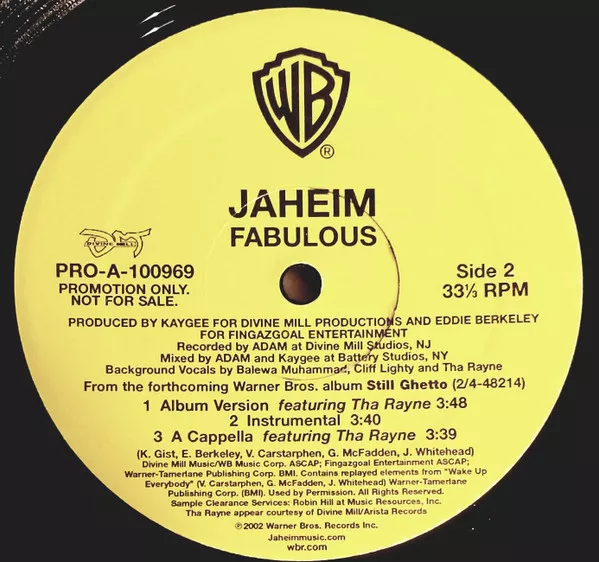 WB
®
JAHEIM
FABULOUS
DIVINE MILL
PRO-A-100969
PROMOTION ONLY.
NOT FOR SALE.
Side 2
33⅓ RPM
PRODUCED BY KAYGEE FOR DIVINE MILL PRODUCTIONS AND EDDIE BERKELEY
FOR FINGAZGOAL ENTERTAINMENT
Recorded by ADAM at Divine Mill Studios, NJ
Mixed by ADAM and Kaygee at Battery Studios, NY
Background Vocals by Balewa Muhammad, Cliff Lighty and Tha Rayne
From the forthcoming Warner Bros. album Still Ghetto (2/4-48214)
1 Album Version featuring Tha Rayne 3:48
2 Instrumental 3:40
3 A Cappella featuring Tha Rayne 3:39
(K. Gist, E. Berkeley, V. Carstarphen, G. McFadden, J. Whitehead)
Divine Mill Music/WB Music Corp. ASCAP; Fingazgoal Entertainment ASCAP;
Warner-Tamerlane Publishing Corp. BMI. Contains replayed elements from "Wake Up
Everybody" (V. Carstarphen, G. McFadden, J. Whitehead) Warner-Tamerlane
Publishing Corp. (BMI). Used by Permission. All Rights Reserved.
Sample Clearance Services: Robin Hill at Music Resources, Inc.
Tha Rayne appear courtesy of Divine Mill/Arista Records
℗2002 Warner Bros. Records Inc.
Jaheimmusic.com
wbr.com